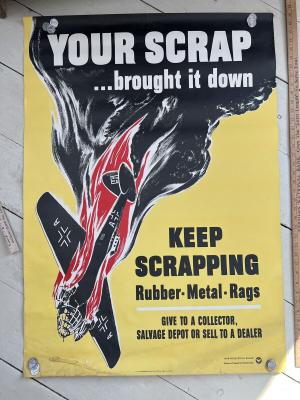 YOUR SCRAP
...brought it down
KEEP
SCRAPPING
Rubber-Metal-Rags
GIVE TO A COLLECTOR,
SALVAGE DEPOT OR SELL TO A DEALER